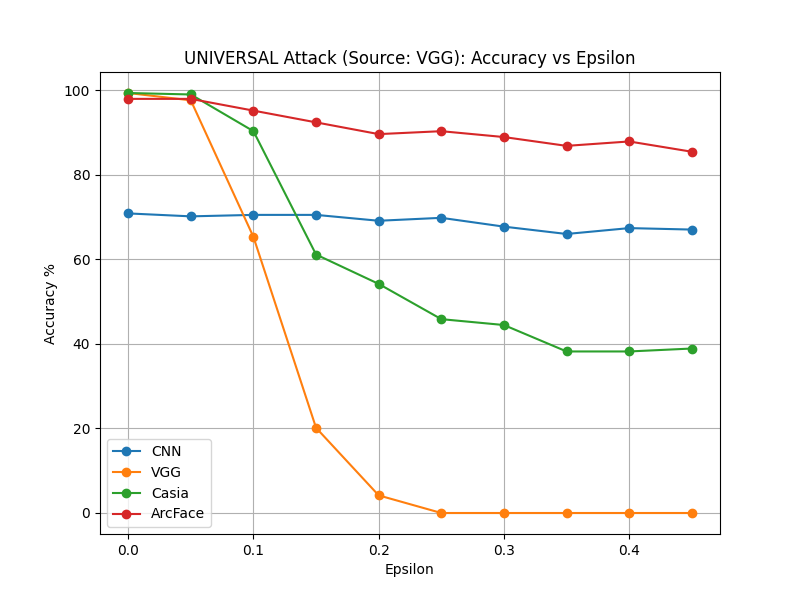 UNIVERSAL Attack (Source: VGG): Accuracy vs Epsilon
Accuracy %
100
80
60
40
20
0
CNN
VGG
Casia
ArcFace
0.0 0.1 0.2 0.3 0.4
Epsilon